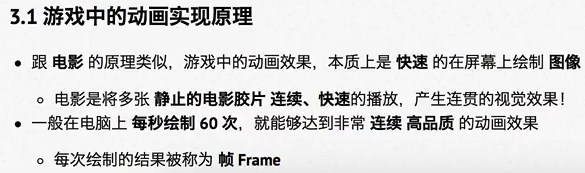 3.1 游戏中的动画实现原理
• 跟 电影 的原理类似，游戏中的动画效果，本质上是 快速 的在屏幕上绘制 图像
◦ 电影是将多张 静止的电影胶片 连续、快速的播放，产生连贯的视觉效果！
• 一般在电脑上 每秒绘制 60 次，就能够达到非常 连续 高品质 的动画效果
◦ 每次绘制的结果被称为 帧 Frame